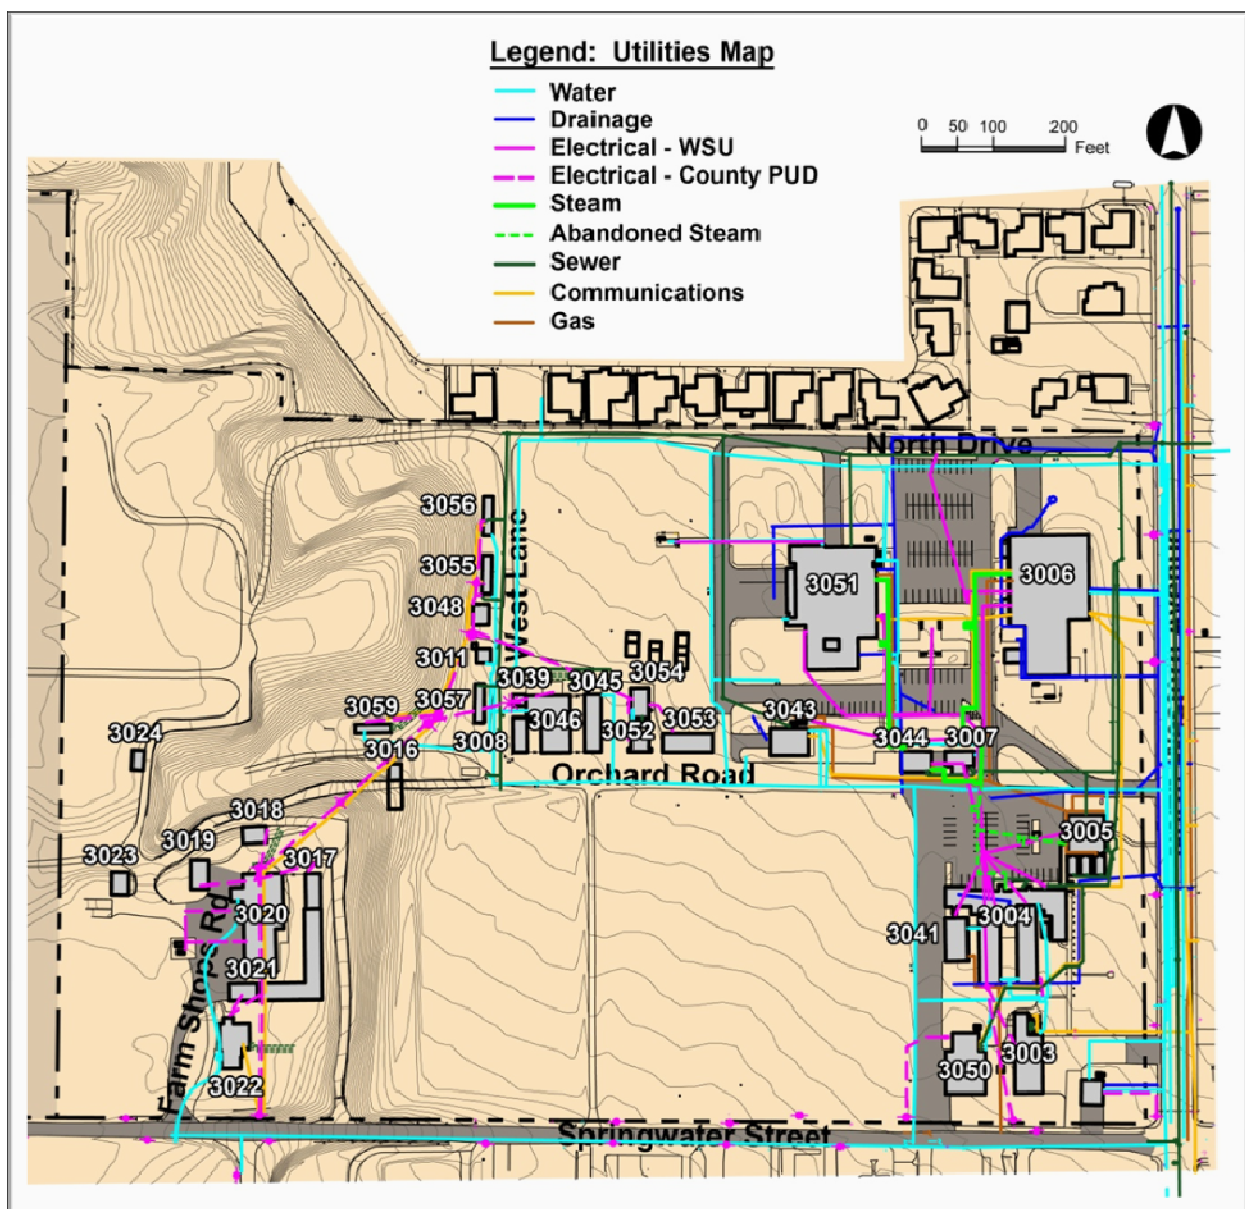 Legend: Utilities Map
Water
Drainage
Electrical - WSU
Electrical - County PUD
Steam
Abandoned Steam
Sewer
Communications
Gas
0 50 100 200
Feet
North Drive
3056
3055
3048
3011
West Lane
3051
3006
3059
3057
3039
3045
3054
3046
3052
3053
3043
3024
3016
3008
3044
3007
Orchard Road
3018
3019
3017
3023
3005
3020
3004
3041
3021
Farm Shops Rd
3022
3050
3003
Springwater Street